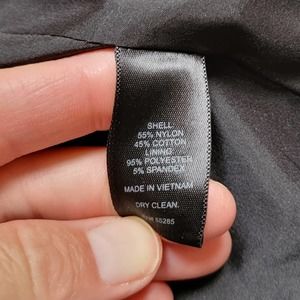 SHELL
55% NYLON
45% COTTON
LINING
95% POLYESTER
5% SPANDEX
MADE IN VIETNAM
DRY CLEAN.
55285